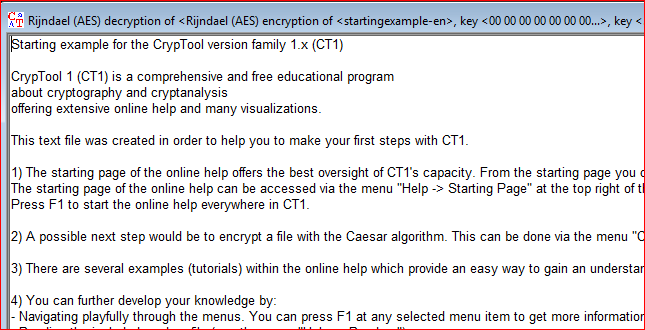 Rijndael (AES) decryption of <Rijndael (AES) encryption of <startingexample-en>, key <00 00 00 00 00 00...>, key <
Starting example for the CrypTool version family 1.x (CT1)
CrypTool 1 (CT1) is a comprehensive and free educational program
about cryptography and cryptanalysis
offering extensive online help and many visualizations.
This text file was created in order to help you to make your first steps with CT1.
1) The starting page of the online help offers the best oversight of CT1's capacity. From the starting page you
The starting page of the online help can be accessed via the menu "Help -> Starting Page" at the top right of
Press F1 to start the online help everywhere in CT1.
2) A possible next step would be to encrypt a file with the Caesar algorithm. This can be done via the menu "C
3) There are several examples (tutorials) within the online help which provide an easy way to gain an understan
4) You can further develop your knowledge by:
- Navigating playfully through the menus. You can press F1 at any selected menu item to get more information